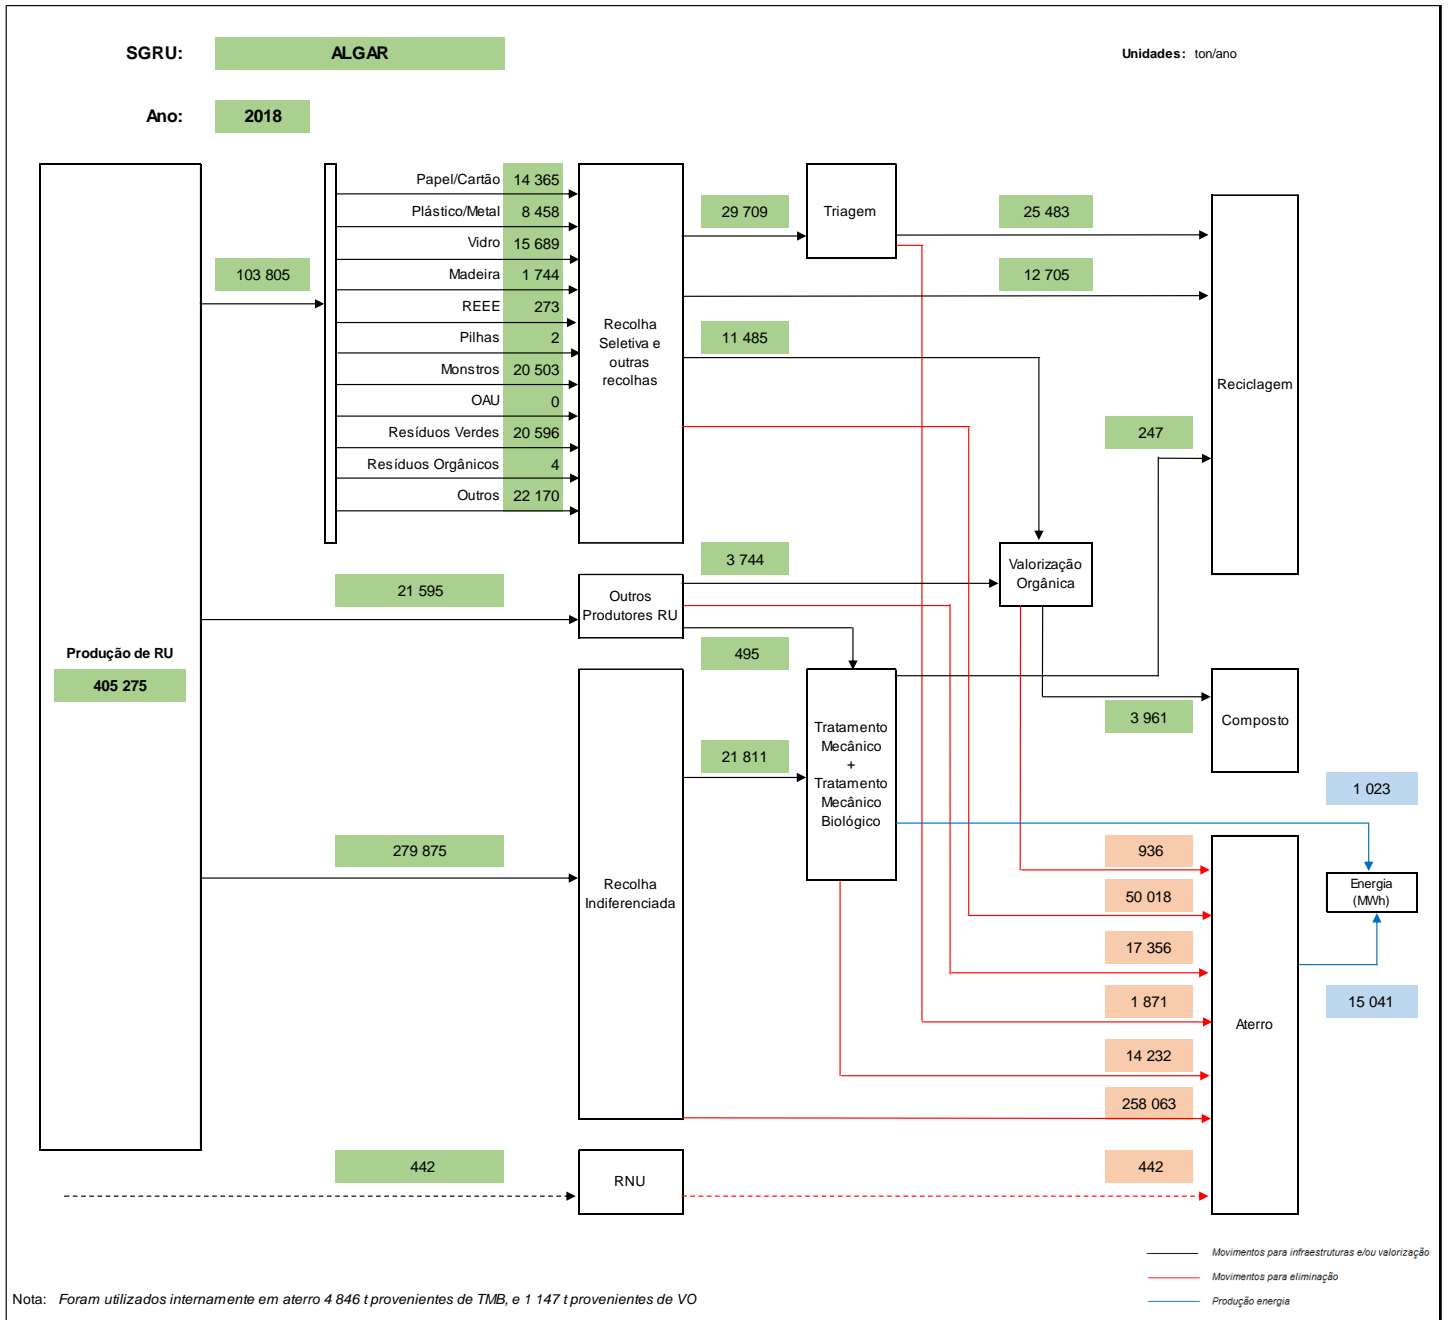 SGRU: ALGAR
Unidades: ton/ano
Ano: 2018
Papel/Cartão 14 365
Plástico/Metal 8 458
Vidro 15 689
Madeira 1 744
REEE 273
Pilhas 2
Monstros 20 503
OAU 0
Resíduos Verdes 20 596
Resíduos Orgânicos 4
Outros 22 170
103 805
Recolha
Seletiva e
outras
recolhas
29 709
Triagem
25 483
12 705
11 485
Reciclagem
247
3 744
Valorização
Orgânica
21 595
Outros
Produtores RU
495
Produção de RU
405 275
Tratamento
Mecânico
+
Tratamento
Mecânico
Biológico
21 811
3 961
Composto
1 023
279 875
Recolha
Indiferenciada
936
50 018
17 356
1 871
14 232
258 063
Energia
(MWh)
15 041
Aterro
442
RNU
442
Movimentos para infraestruturas e/ou valorização
Movimentos para eliminação
Produção energia
Nota: Foram utilizados internamente em aterro 4 846 t provenientes de TMB, e 1 147 t provenientes de VO